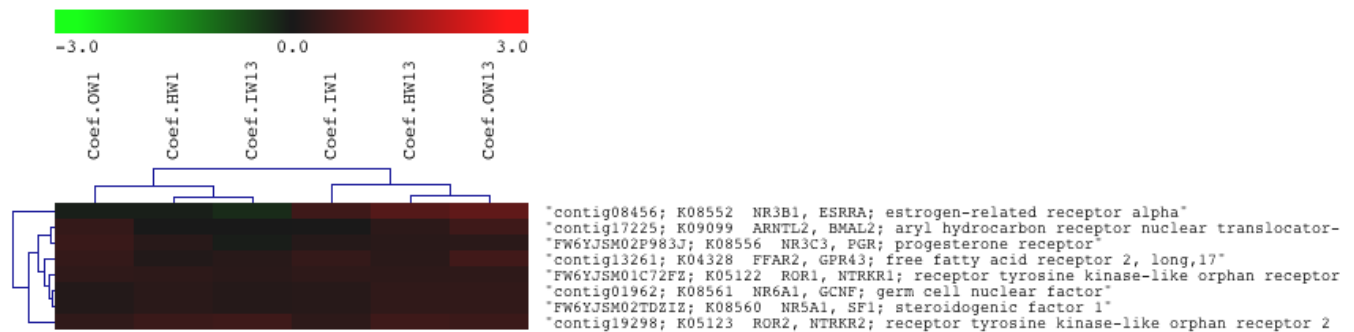 -3.0 0.0 3.0
Coef.OW1 Coef.HW1 Coef.IW13 Coef.IW1 Coef.HW13 Coef.OW13
"contig08456; K08552 NR3B1, ESRRA; estrogen-related receptor alpha"
"contig17225; K09099 ARNTL2, BMAL2; aryl hydrocarbon receptor nuclear translocator-
"FW6YJSM02P983J; K08556 NR3C3, PGR; progesterone receptor"
"contig13261; K04328 FFAR2, GPR43; free fatty acid receptor 2, long,17"
"FW6YJSM01C72FZ; K05122 ROR1, NTRKR1; receptor tyrosine kinase-like orphan receptor
"contig01962; K08561 NR6A1, GCNF; germ cell nuclear factor"
"FW6YJSM02TDZIZ; K08560 NR5A1, SF1; steroidogenic factor 1"
"contig19298; K05123 ROR2, NTRKR2; receptor tyrosine kinase-like orphan receptor 2